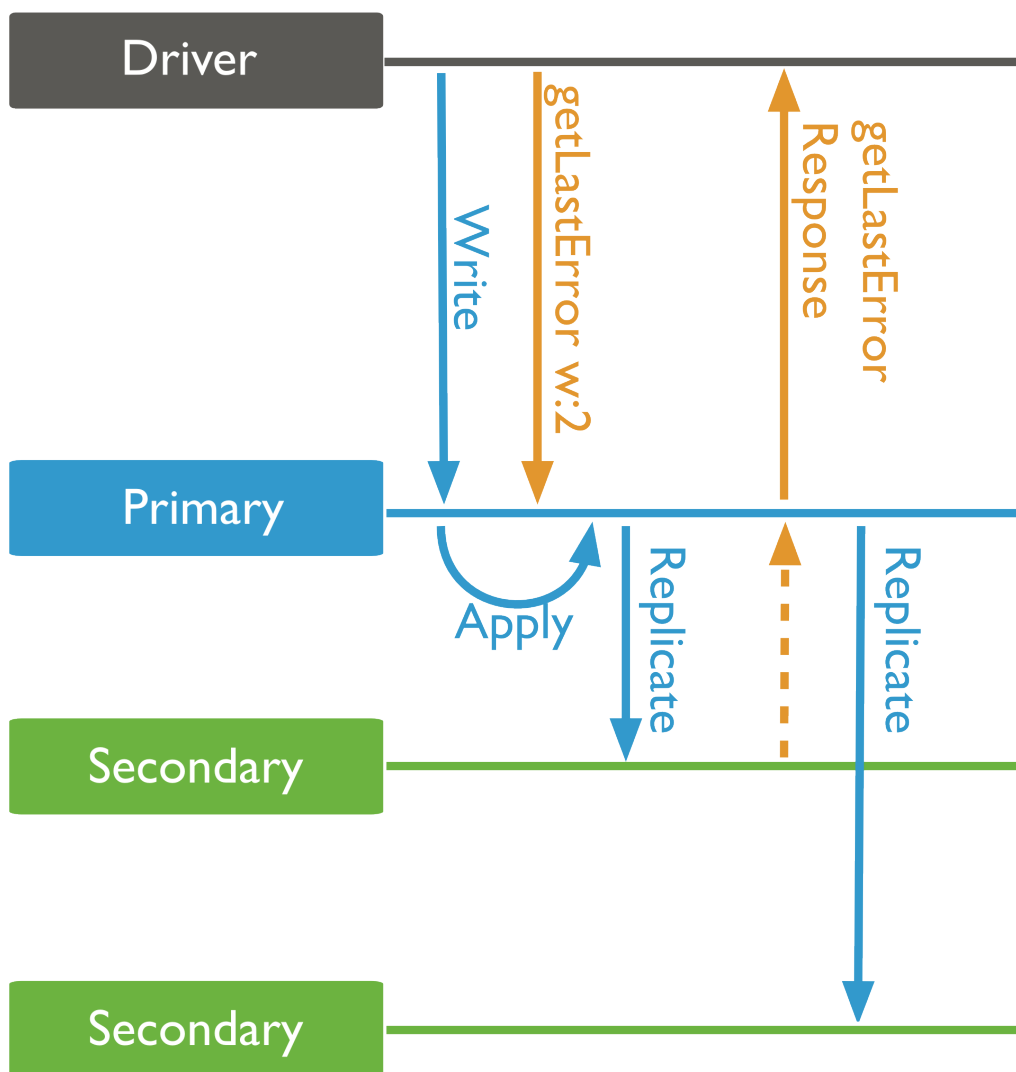 Driver
Write
getLastError w:2
getLastError
Response
Primary
Apply
Replicate
Replicate
Secondary
Secondary